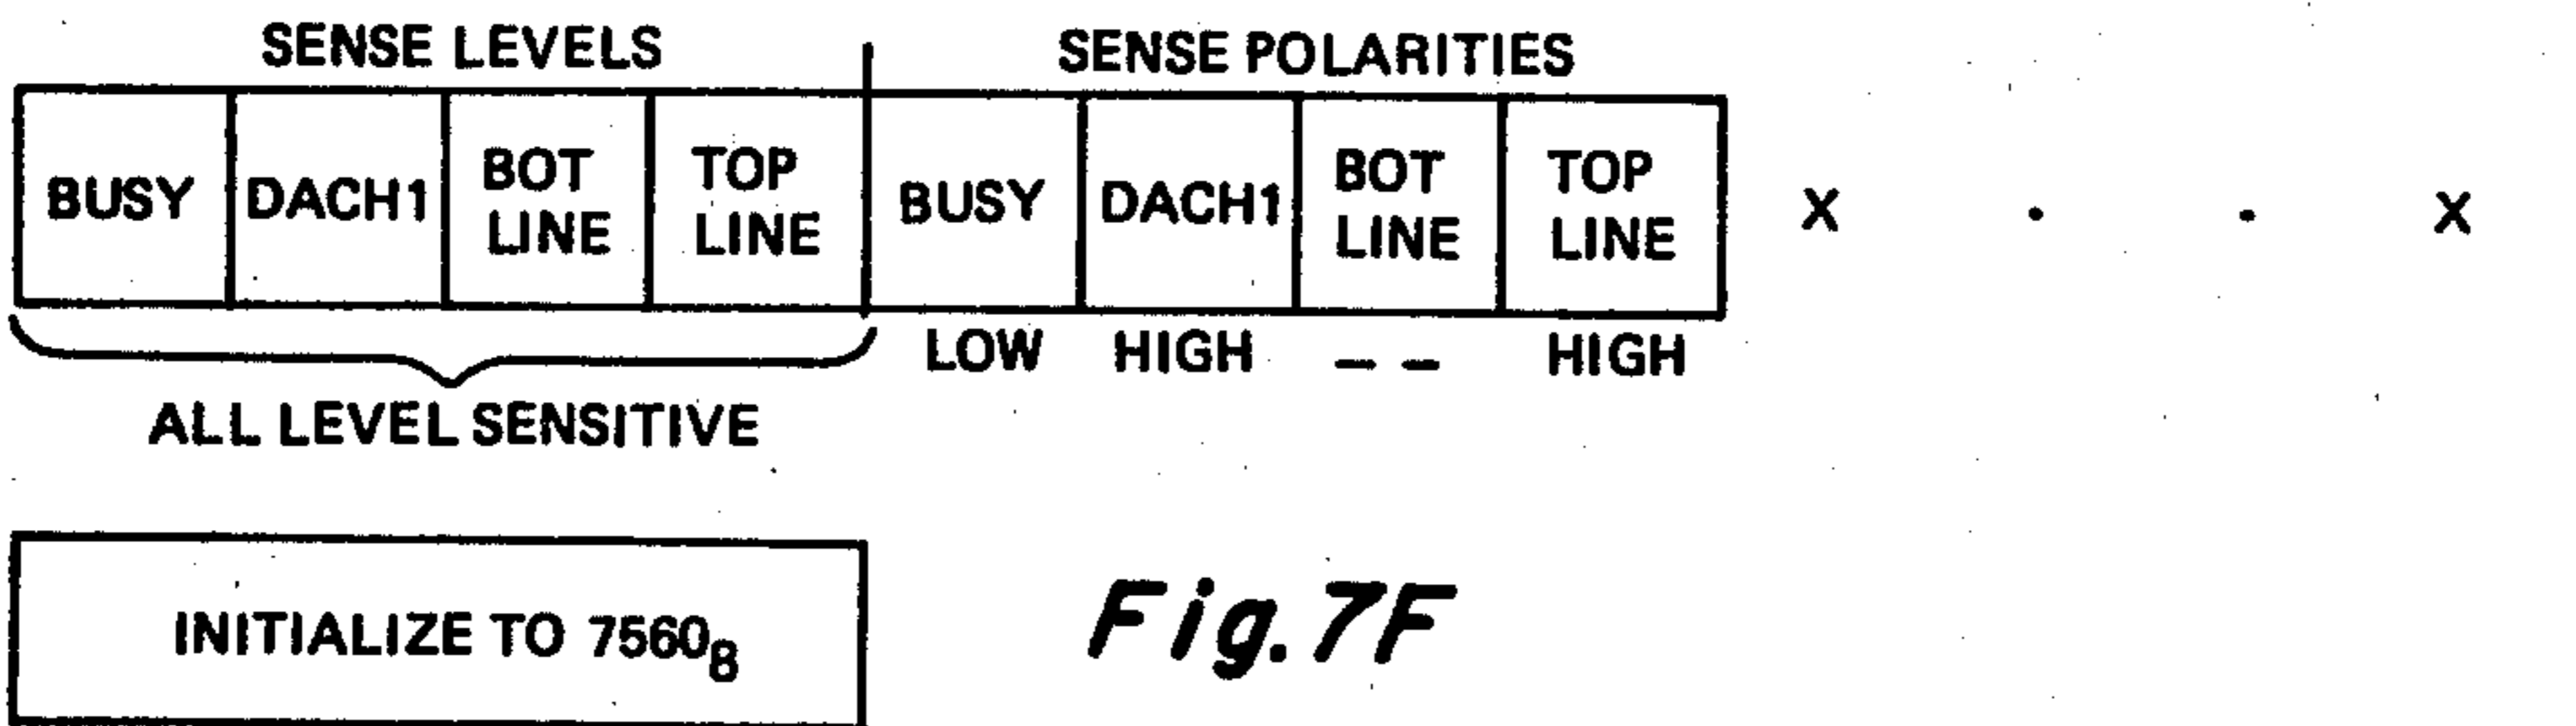 SENSE LEVELS
SENSE POLARITIES
BUSY
DACH1
BOT
LINE
TOP
LINE
BUSY
DACH1
BOT
LINE
TOP
LINE
X . . X
LOW HIGH -- HIGH
ALL LEVEL SENSITIVE
INITIALIZE TO 7560₈
Fig. 7F